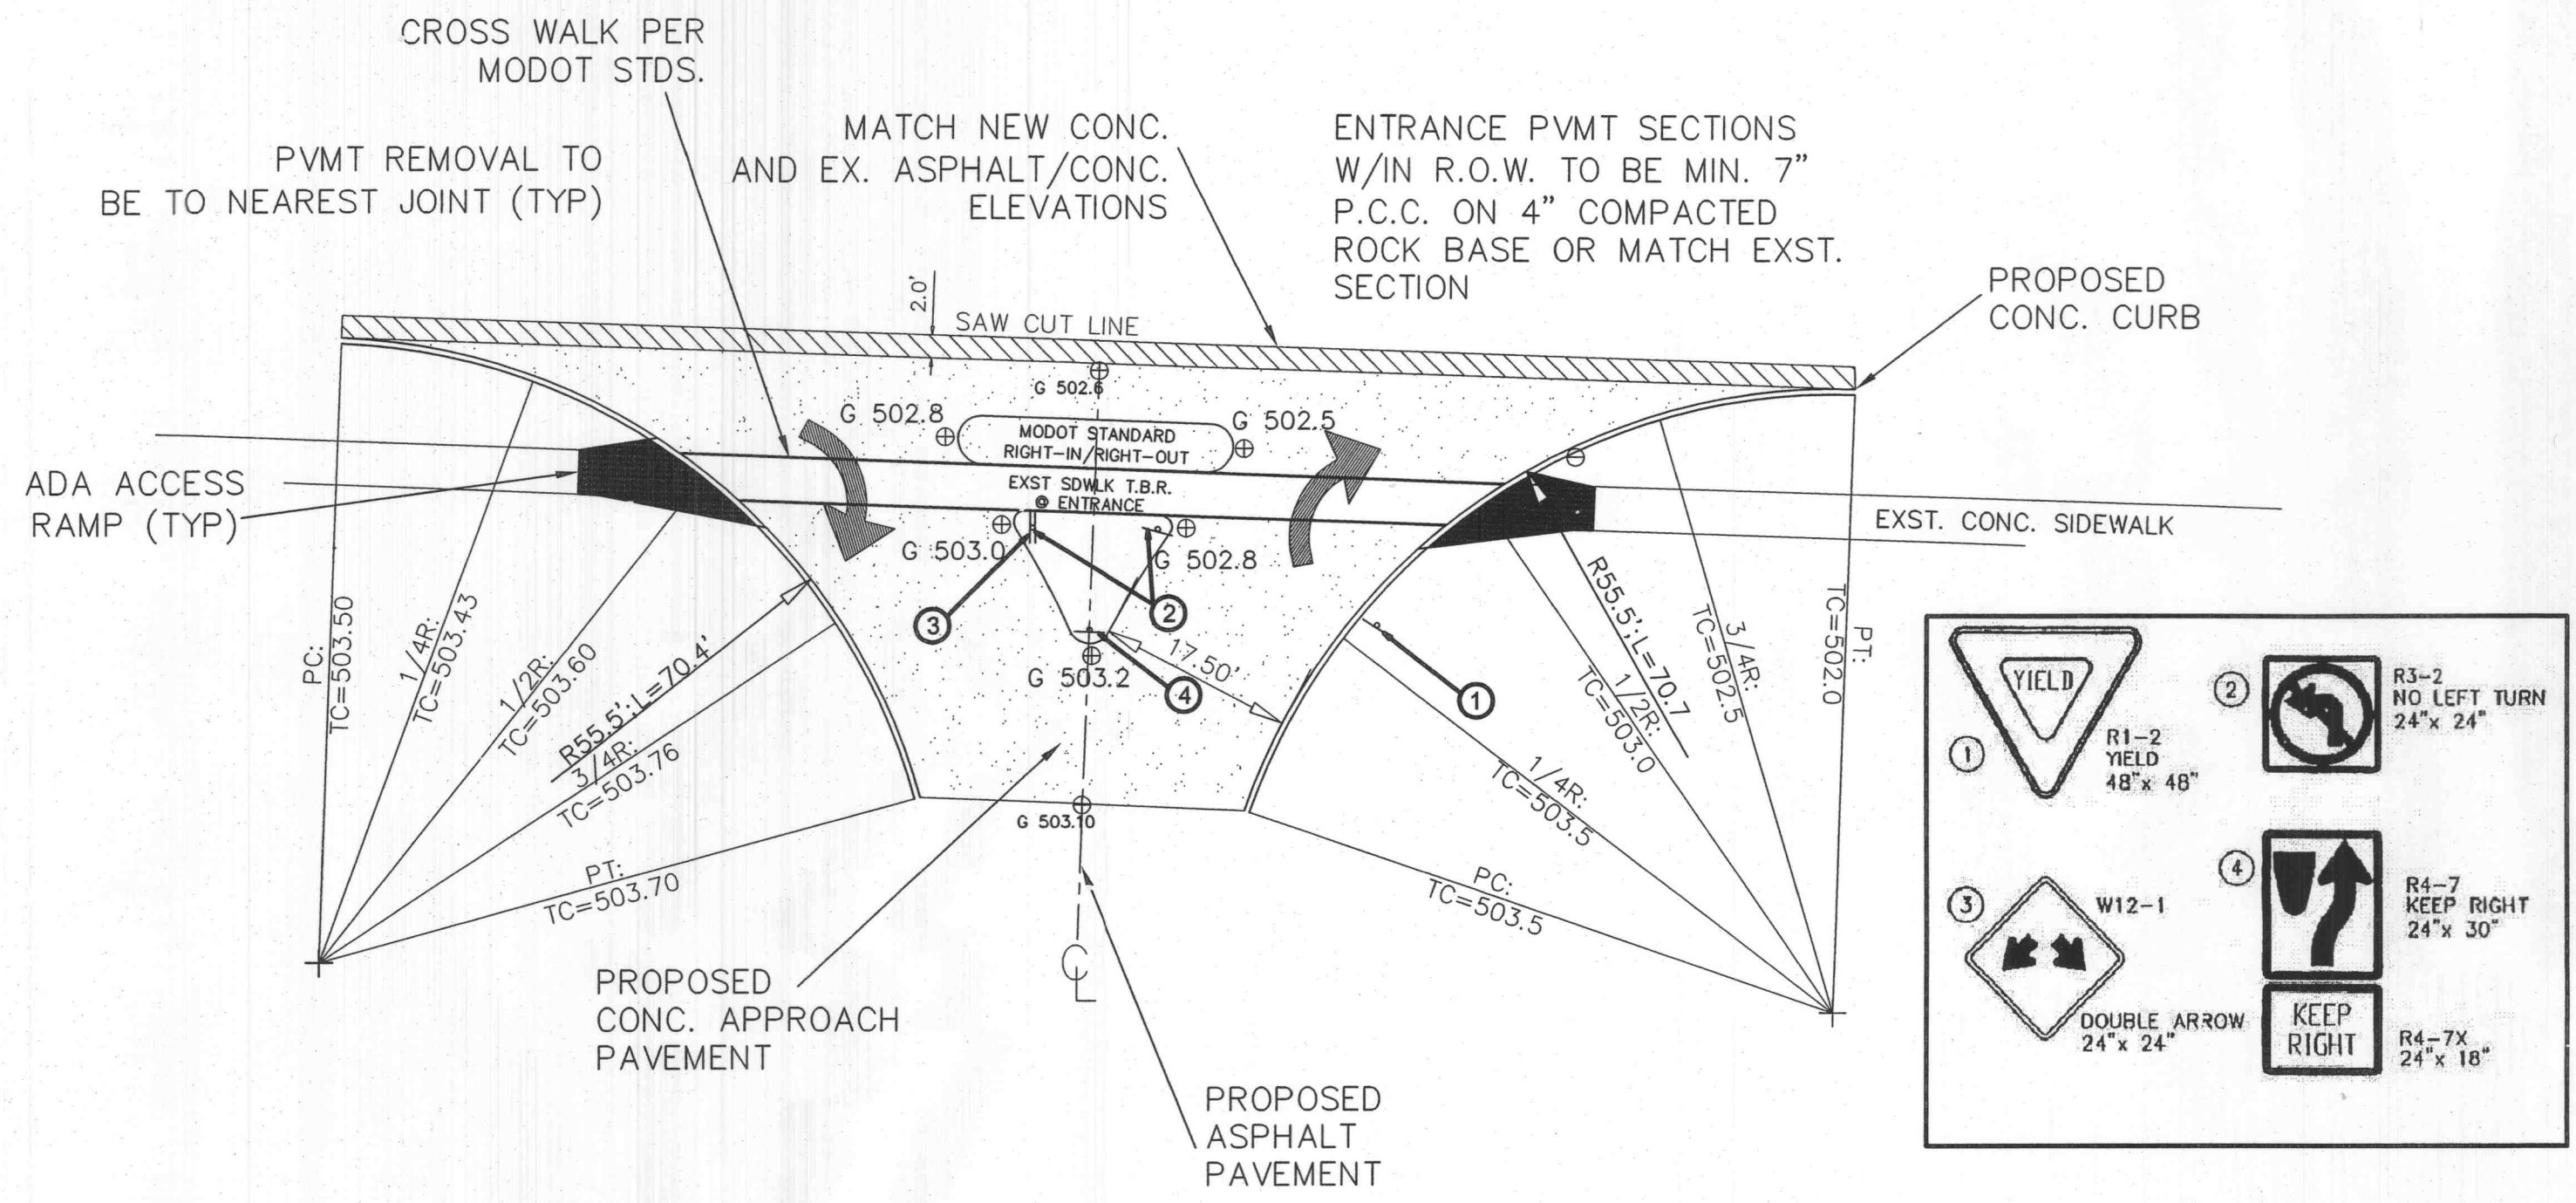 CROSS WALK PER
MODOT STDS.
PVMT REMOVAL TO
BE TO NEAREST JOINT (TYP)
MATCH NEW CONC.
AND EX. ASPHALT/CONC.
ELEVATIONS
ENTRANCE PVMT SECTIONS
W/IN R.O.W. TO BE MIN. 7"
P.C.C. ON 4" COMPACTED
ROCK BASE OR MATCH EXST.
SECTION
PROPOSED
CONC. CURB
2.0'
SAW CUT LINE
G 502.6
G 502.8
MODOT STANDARD
RIGHT-IN/RIGHT-OUT
G 502.5
EXST SDWLK T.B.R.
@ ENTRANCE
ADA ACCESS
RAMP (TYP)
EXST. CONC. SIDEWALK
G 503.0
G 502.8
3
2
G 503.2
17.50'
4
1
PC:
TC=503.50
1/4R:
TC=503.43
1/2R:
TC=503.60
R55.5';L=70.4'
3/4R:
TC=503.76
PT:
TC=503.70
G 503.10
R55.5';L=70.7
1/2R:
TC=503.0
3/4R:
TC=502.5
PT:
TC=502.0
1/4R:
TC=503.5
PC:
TC=503.5
CL
PROPOSED
CONC. APPROACH
PAVEMENT
PROPOSED
ASPHALT
PAVEMENT
YIELD
1
R1-2
YIELD
48"x 48"
2
R3-2
NO LEFT TURN
24"x 24"
3
W12-1
DOUBLE ARROW
24"x 24"
4
R4-7
KEEP RIGHT
24"x 30"
KEEP
RIGHT
R4-7X
24"x 18"